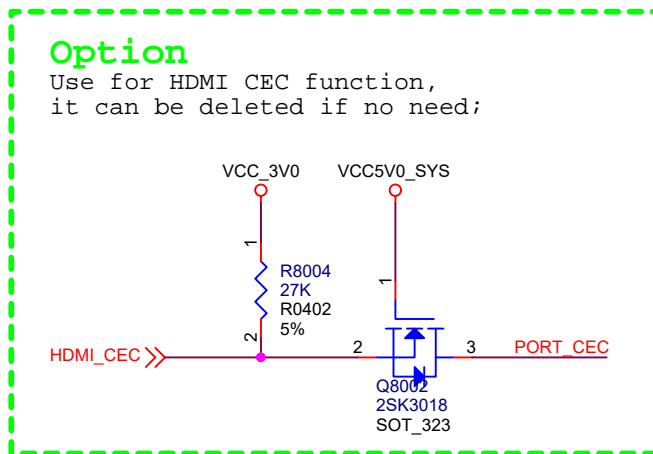 Option
Use for HDMI CEC function,
it can be deleted if no need;
VCC_3V0
VCC5V0_SYS
1
1
R8004
27K
R0402
5%
2
HDMI_CEC
2
3
PORT_CEC
Q8002
2SK3018
SOT_323